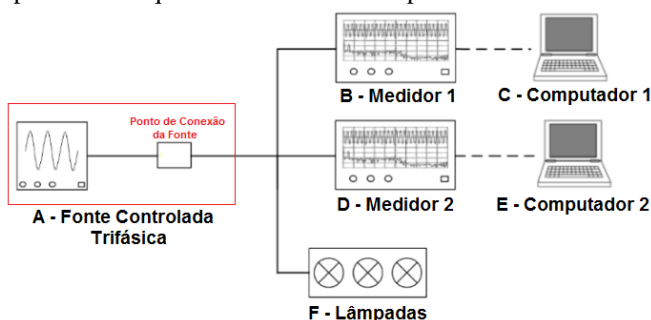 B - Medidor 1
C - Computador 1
Ponto de Conexão
da Fonte
A - Fonte Controlada
Trifásica
D - Medidor 2
E - Computador 2
F - Lâmpadas